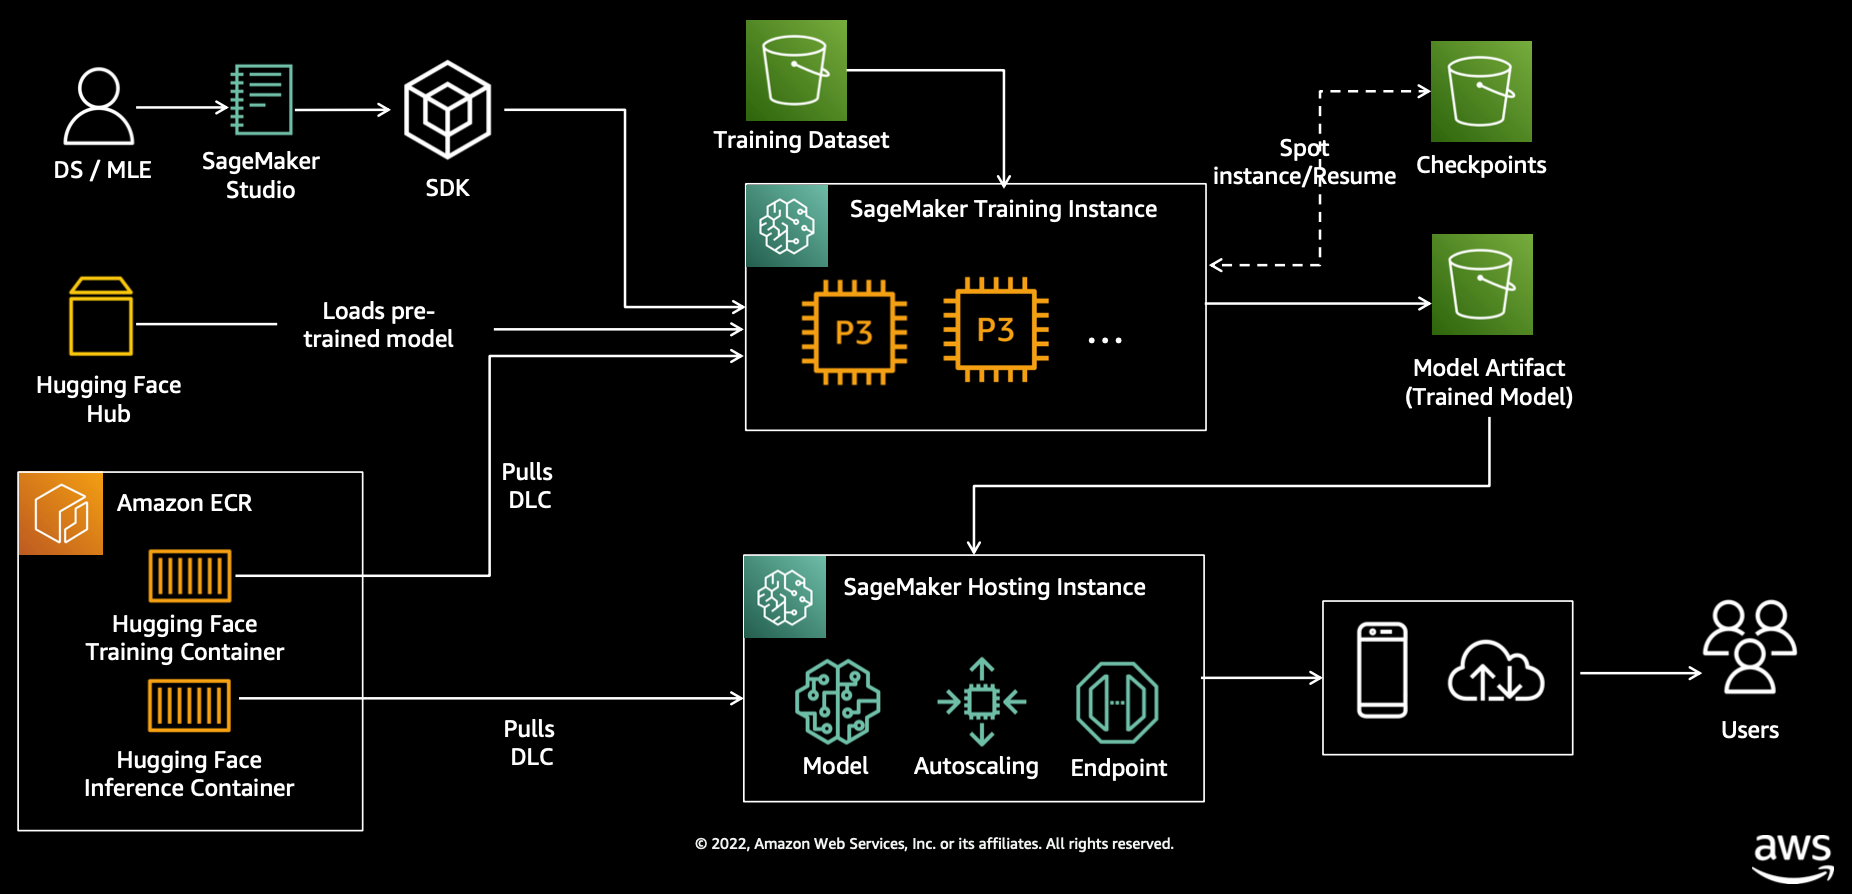 DS / MLE
SageMaker
Studio
SDK
Training Dataset
Spot
instance/Resume
Checkpoints
SageMaker Training Instance
P3
P3
...
Hugging Face
Hub
Loads pre-
trained model
Model Artifact
(Trained Model)
Pulls
DLC
Amazon ECR
Hugging Face
Training Container
Hugging Face
Inference Container
Pulls
DLC
SageMaker Hosting Instance
Model
Autoscaling
Endpoint
Users
© 2022, Amazon Web Services, Inc. or its affiliates. All rights reserved.
aws